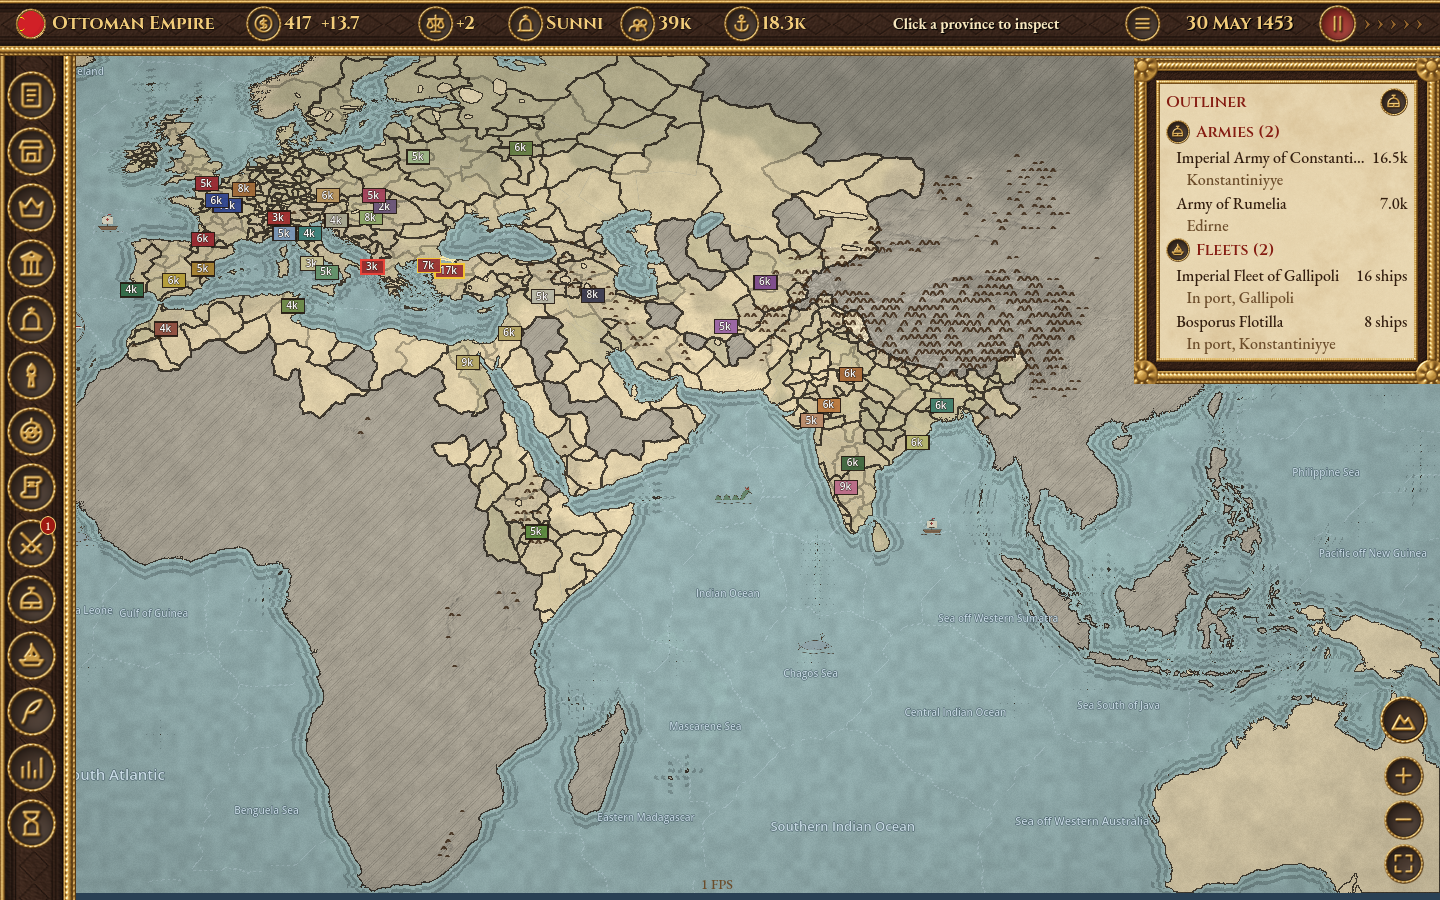 OTTOMAN EMPIRE
417 +13.7
+2
SUNNI
39K
18.3K
Click a province to inspect
30 MAY 1453
OUTLINER
ARMIES (2)
Imperial Army of Constanti... 16.5k
Konstantiniyye
Army of Rumelia 7.0k
Edirne
FLEETS (2)
Imperial Fleet of Gallipoli 16 ships
In port, Gallipoli
Bosporus Flotilla 8 ships
In port, Konstantiniyye
eland
5k
6k
5k
8k
6k
6k
5k
2k
3k
4k
8k
5k
4k
6k
3k
5k
5k
6k
4k
3k
7k
17k
5k
8k
6k
4k
4k
6k
5k
9k
6k
6k
5k
6k
6k
6k
9k
5k
1
Philippine Sea
Pacific off New Guinea
Indian Ocean
a Leone
Gulf of Guinea
Sea off Western Sumatra
Chagos Sea
Central Indian Ocean
Sea South of Java
Mascarene Sea
outh Atlantic
Benguela Sea
Eastern Madagascar
Southern Indian Ocean
Sea off Western Australia
1 FPS